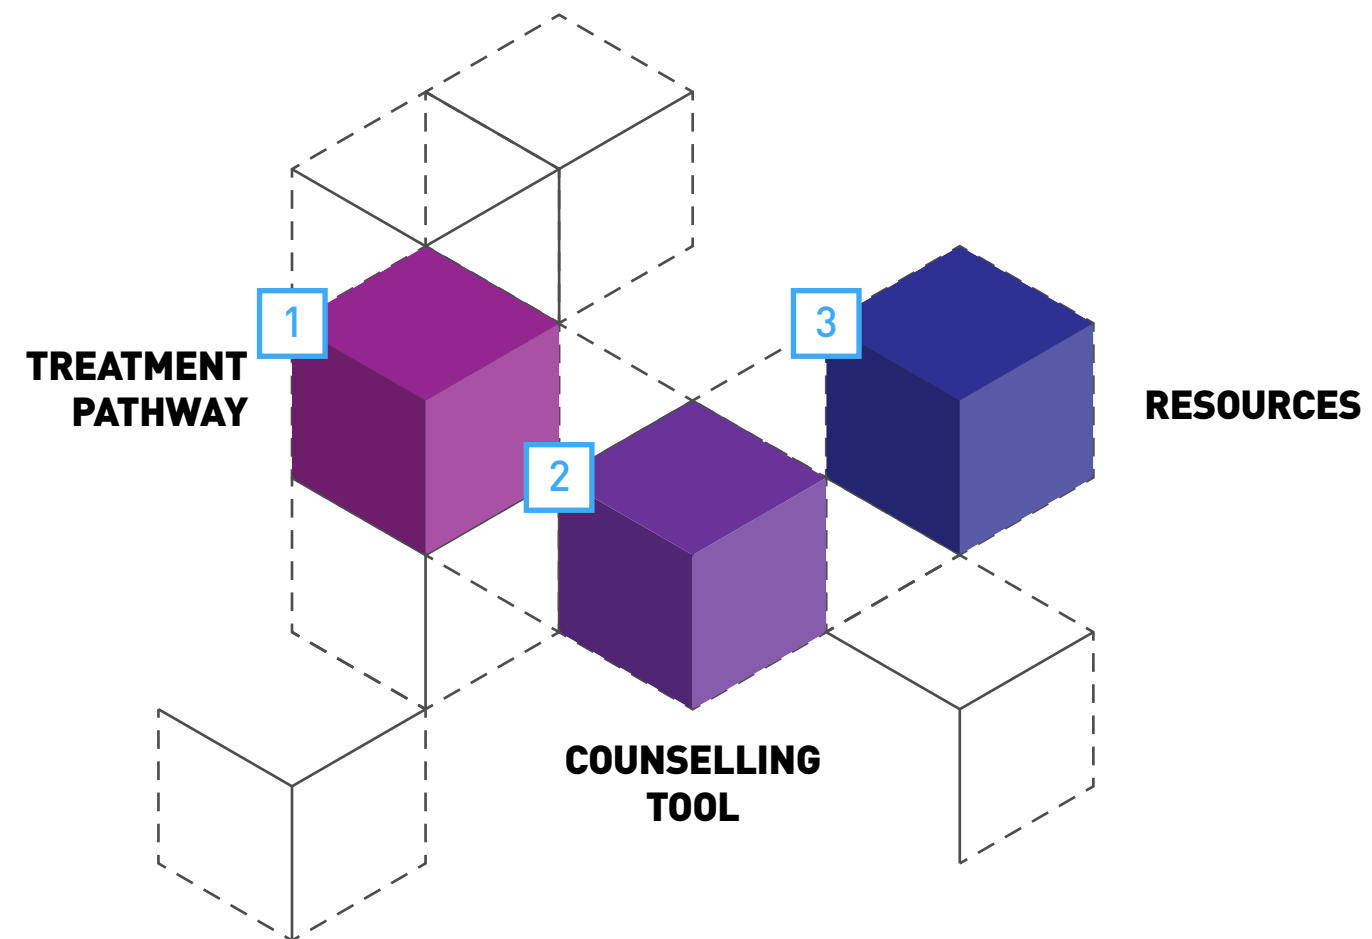 1
TREATMENT
PATHWAY
2
COUNSELLING
TOOL
3
RESOURCES